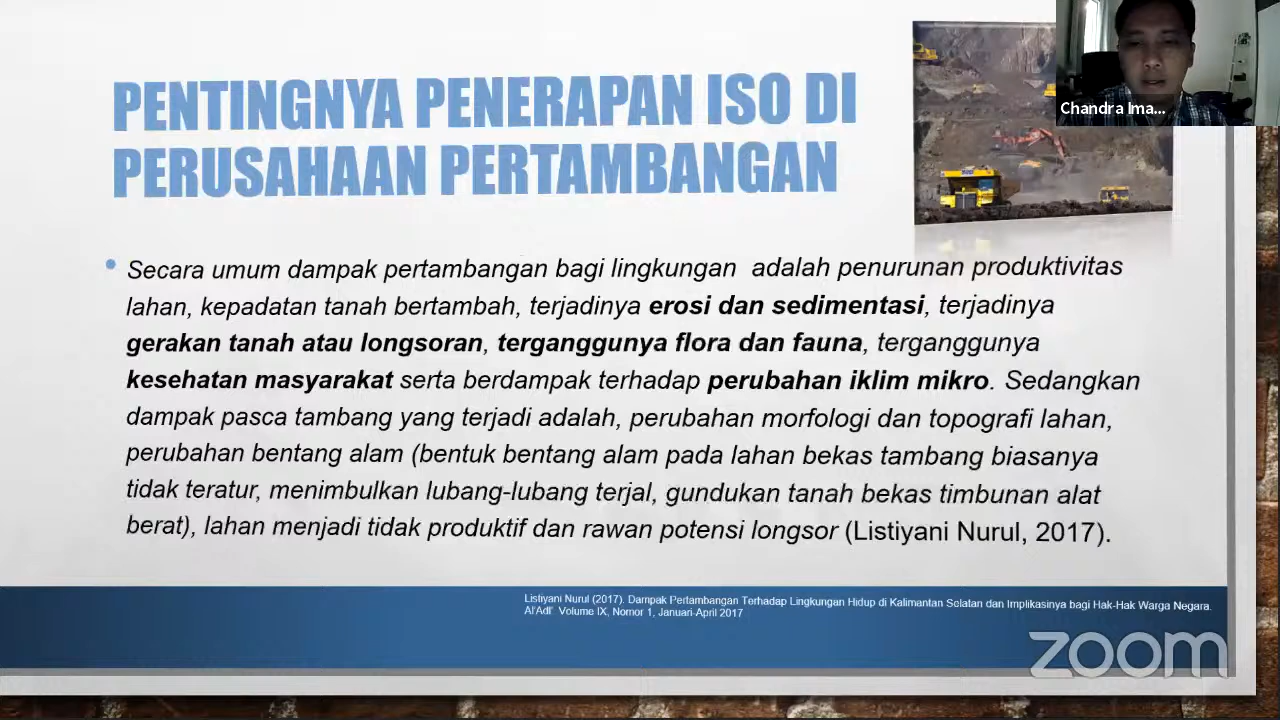 PENTINGNYA PENERAPAN ISO DI
PERUSAHAAN PERTAMBANGAN
Chandra Ima...
• Secara umum dampak pertambangan bagi lingkungan adalah penurunan produktivitas
lahan, kepadatan tanah bertambah, terjadinya erosi dan sedimentasi, terjadinya
gerakan tanah atau longsoran, terganggunya flora dan fauna, terganggunya
kesehatan masyarakat serta berdampak terhadap perubahan iklim mikro. Sedangkan
dampak pasca tambang yang terjadi adalah, perubahan morfologi dan topografi lahan,
perubahan bentang alam (bentuk bentang alam pada lahan bekas tambang biasanya
tidak teratur, menimbulkan lubang-lubang terjal, gundukan tanah bekas timbunan alat
berat), lahan menjadi tidak produktif dan rawan potensi longsor (Listiyani Nurul, 2017).
Listiyani Nurul (2017). Dampak Pertambangan Terhadap Lingkungan Hidup di Kalimantan Selatan dan Implikasinya bagi Hak-Hak Warga Negara.
Al'Adl' Volume IX, Nomor 1, Januari-April 2017
zoom